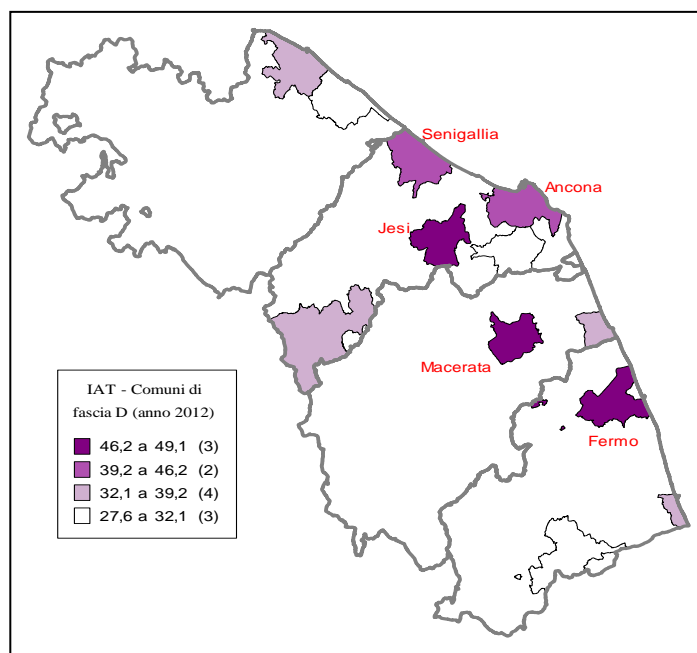 Senigallia
Ancona
Jesi
Macerata
Fermo
IAT - Comuni di
fascia D (anno 2012)
46,2 a 49,1 (3)
39,2 a 46,2 (2)
32,1 a 39,2 (4)
27,6 a 32,1 (3)